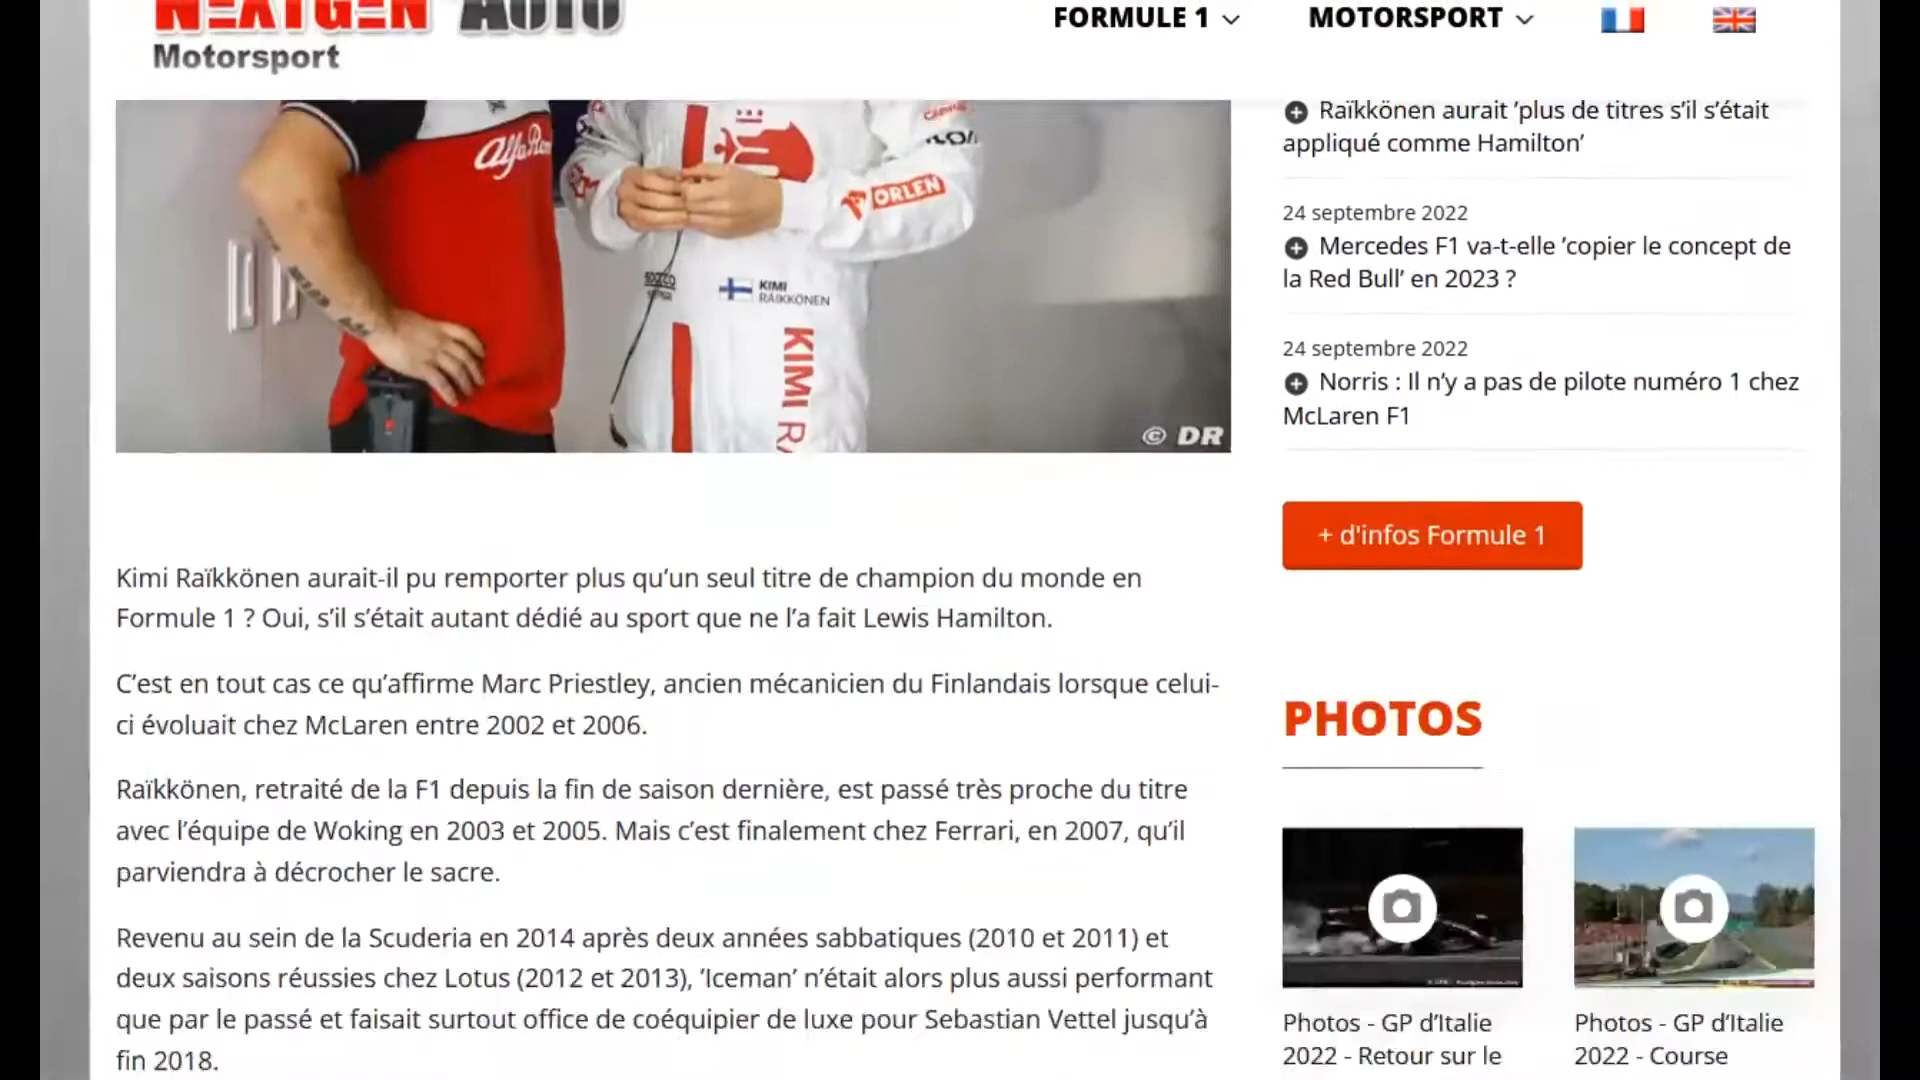 NEXTGEN AUTO
Motorsport
FORMULE 1
MOTORSPORT
Alfa Ro
ORLEN
sparco
KIMI
RÄIKKÖNEN
KIMI RA
© DR
Kimi Raïkkönen aurait-il pu remporter plus qu’un seul titre de champion du monde en
Formule 1 ? Oui, s’il s’était autant dédié au sport que ne l’a fait Lewis Hamilton.
C’est en tout cas ce qu’affirme Marc Priestley, ancien mécanicien du Finlandais lorsque celui-
ci évoluait chez McLaren entre 2002 et 2006.
Raïkkönen, retraité de la F1 depuis la fin de saison dernière, est passé très proche du titre
avec l’équipe de Woking en 2003 et 2005. Mais c’est finalement chez Ferrari, en 2007, qu’il
parviendra à décrocher le sacre.
Revenu au sein de la Scuderia en 2014 après deux années sabbatiques (2010 et 2011) et
deux saisons réussies chez Lotus (2012 et 2013), ’Iceman’ n’était alors plus aussi performant
que par le passé et faisait surtout office de coéquipier de luxe pour Sebastian Vettel jusqu’à
fin 2018.
Raïkkönen aurait ’plus de titres s’il s’était
appliqué comme Hamilton’
24 septembre 2022
Mercedes F1 va-t-elle ’copier le concept de
la Red Bull’ en 2023 ?
24 septembre 2022
Norris : Il n’y a pas de pilote numéro 1 chez
McLaren F1
+ d'infos Formule 1
PHOTOS
Photos - GP d’Italie
2022 - Retour sur le
Photos - GP d’Italie
2022 - Course